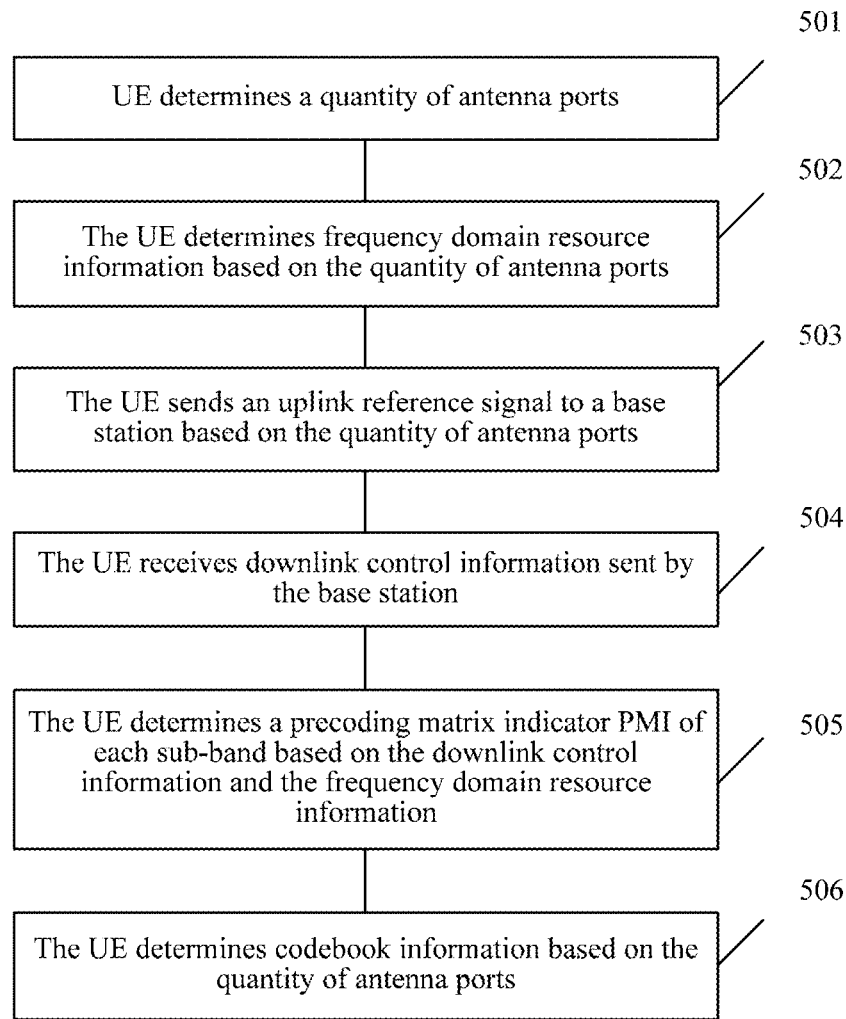 501
UE determines a quantity of antenna ports
502
The UE determines frequency domain resource
information based on the quantity of antenna ports
503
The UE sends an uplink reference signal to a base
station based on the quantity of antenna ports
504
The UE receives downlink control information sent by
the base station
The UE determines a precoding matrix indicator PMI of
each sub-band based on the downlink control
information and the frequency domain resource
information
505
506
The UE determines codebook information based on the
quantity of antenna ports